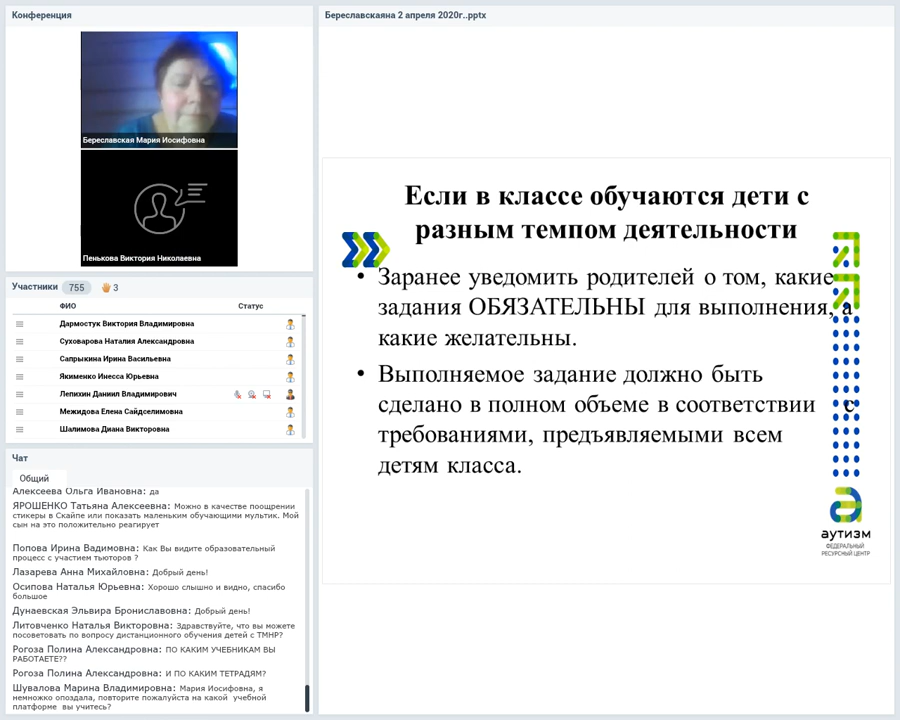 Конференция
Береславская Мария Иосифовна
Пенькова Виктория Николаевна
Участники 755 3
ФИО Статус
Дармостук Виктория Владимировна
Суховарова Наталия Александровна
Сапрыкина Ирина Васильевна
Якименко Инесса Юрьевна
Лепихин Даниил Владимирович
Межидова Елена Сайдселимовна
Шалимова Диана Викторовна
Чат
Общий
Алексеева Ольга Ивановна: да
ЯРОШЕНКО Татьяна Алексеевна: Можно в качестве поощрении
стикеры в Скайпе или показать маленьким обучающими мультик. Мой
сын на это положительно реагирует
Попова Ирина Вадимовна: Как Вы видите образовательный
процесс с участием тьюторов ?
Лазарева Анна Михайловна: Добрый день!
Осипова Наталья Юрьевна: Хорошо слышно и видно, спасибо
большое
Дунаевская Эльвира Брониславовна: Добрый день!
Литовченко Наталья Викторовна: Здравствуйте, что вы можете
посоветовать по вопросу дистанционного обучения детей с ТМНР?
Рогоза Полина Александровна: ПО КАКИМ УЧЕБНИКАМ ВЫ
РАБОТАЕТЕ??
Рогоза Полина Александровна: И ПО КАКИМ ТЕТРАДЯМ?
Шувалова Марина Владимировна: Мария Иосифовна, я
немножко опоздала, повторите пожалуйста на какой учебной
платформе вы учитесь?
Береславскаяна 2 апреля 2020г..pptx
Если в классе обучаются дети с
разным темпом деятельности
• Заранее уведомить родителей о том, какие
задания ОБЯЗАТЕЛЬНЫ для выполнения, а
какие желательны.
• Выполняемое задание должно быть
сделано в полном объеме в соответствии с
требованиями, предъявляемыми всем
детям класса.
аутизм
ФЕДЕРАЛЬНЫЙ
РЕСУРСНЫЙ ЦЕНТР